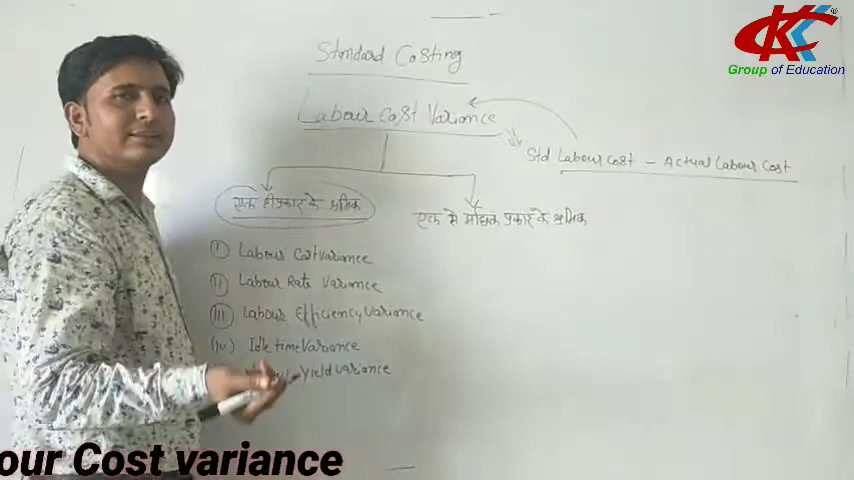 CK
Group of Education
Standard Costing
Labour Cost Variance
Std Labour Cost - Actual Labour Cost
एक ही प्रकार के श्रमिक
एक से अधिक प्रकार के श्रमिक
(i) Labour Cost Variance
(ii) Labour Rate Variance
(iii) Labour Efficiency Variance
(iv) Idle time Variance
Yield variance
our Cost variance